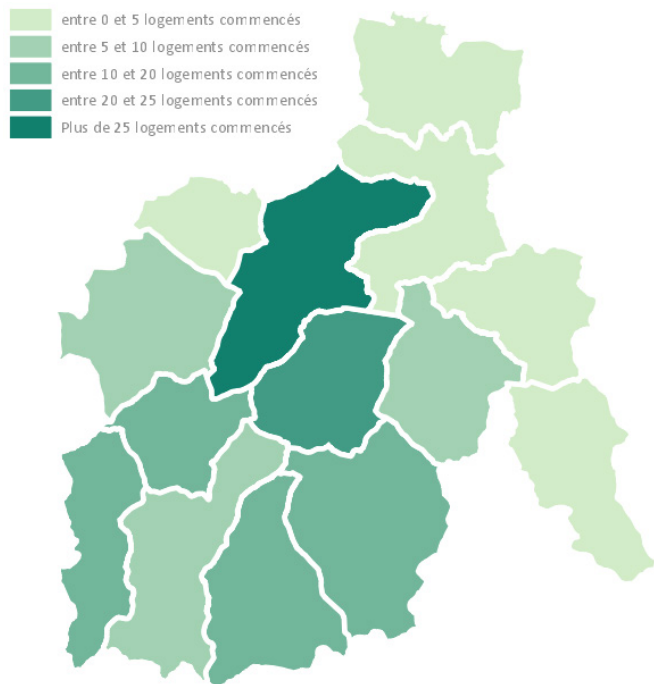 entre 0 et 5 logements commencés
entre 5 et 10 logements commencés
entre 10 et 20 logements commencés
entre 20 et 25 logements commencés
Plus de 25 logements commencés